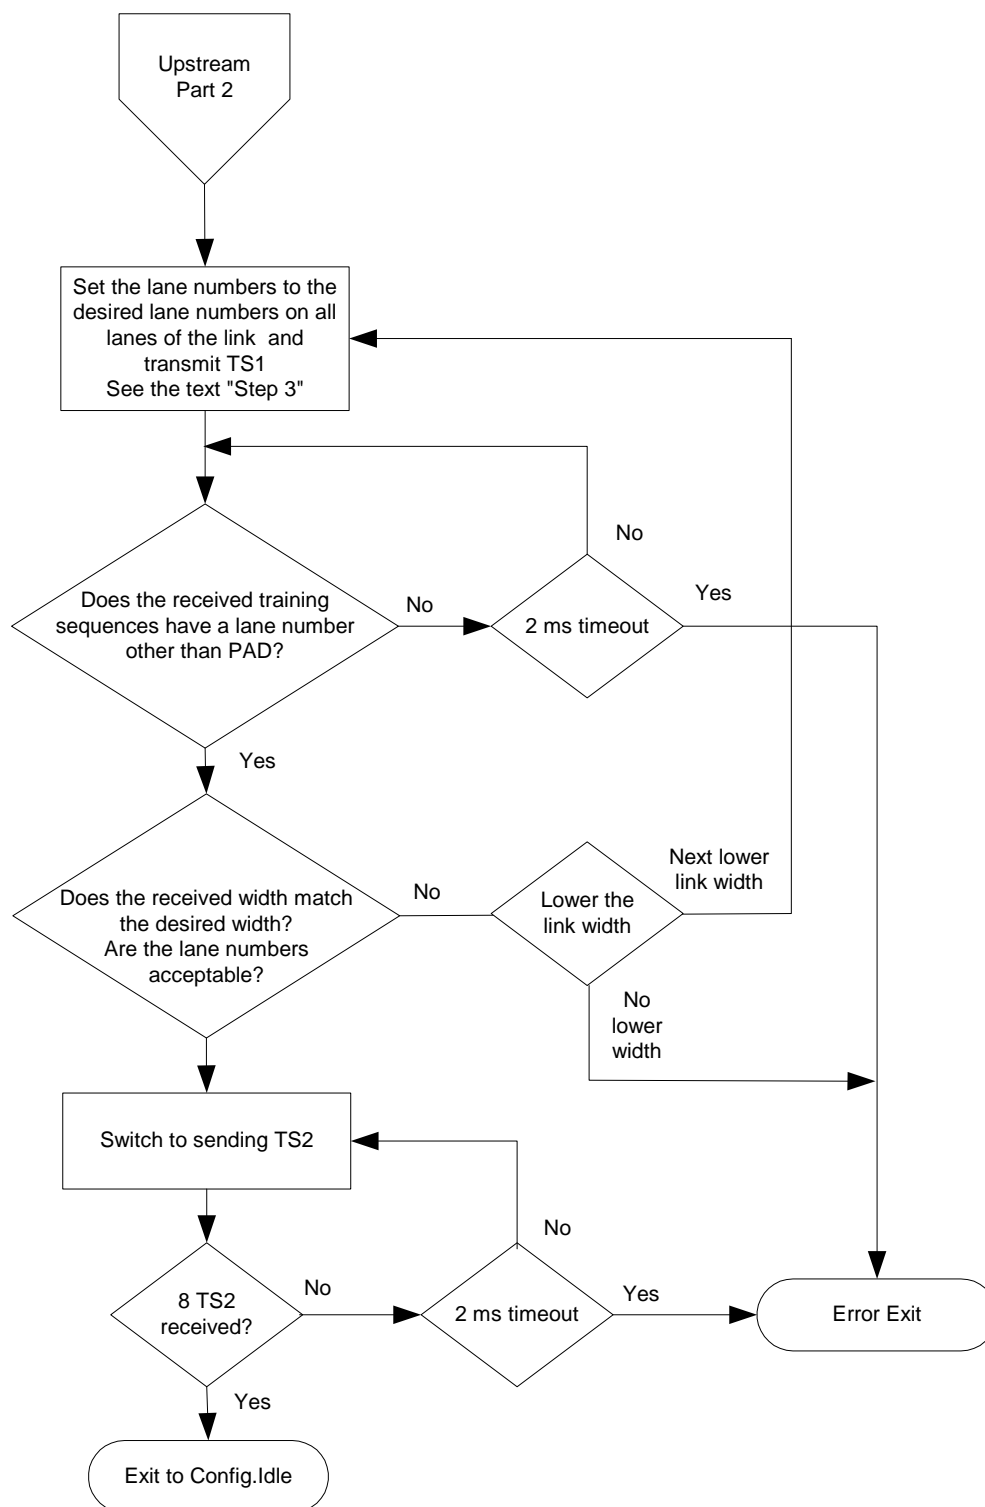 Upstream
Part 2
Set the lane numbers to the
desired lane numbers on all
lanes of the link and
transmit TS1
See the text "Step 3"
No
Does the received training
sequences have a lane number
other than PAD?
No
2 ms timeout
Yes
Yes
Does the received width match
the desired width?
Are the lane numbers
acceptable?
No
Lower the
link width
Next lower
link width
No
lower
width
Switch to sending TS2
No
8 TS2
received?
No
2 ms timeout
Yes
Error Exit
Yes
Exit to Config.Idle